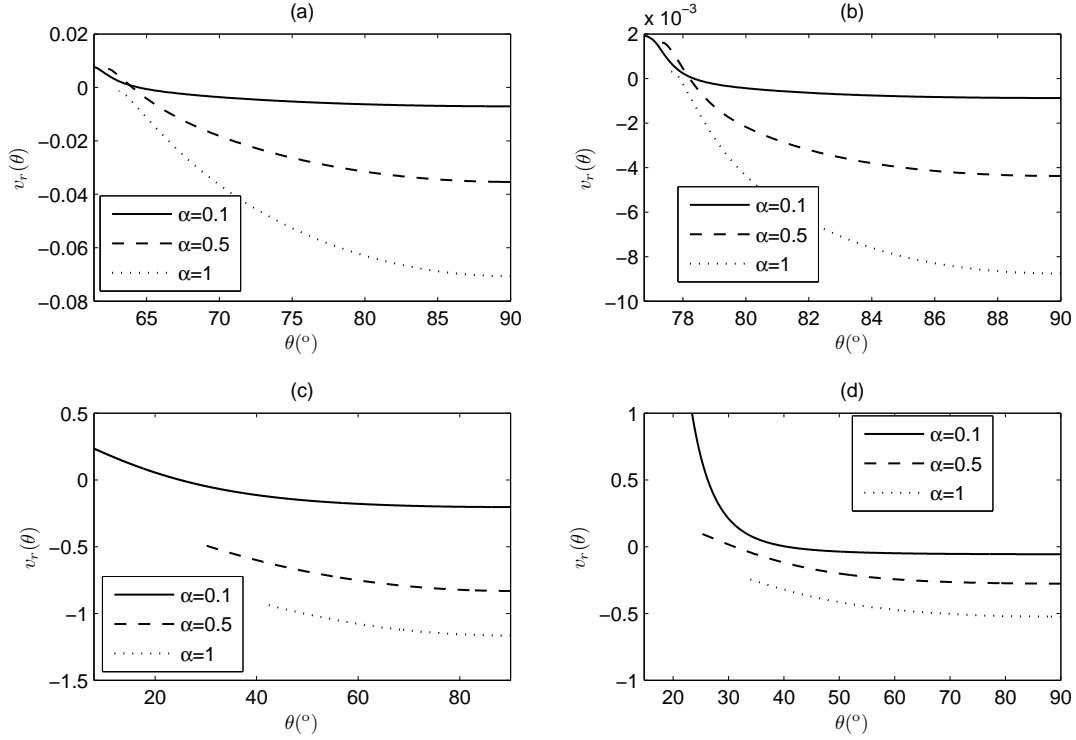 (a)
0.02
0
−0.02
−0.04
−0.06
−0.08
v_r(θ)
α=0.1
α=0.5
α=1
65 70 75 80 85 90
θ(°)
(b)
x 10⁻³
2
0
−2
−4
−6
−8
−10
v_r(θ)
α=0.1
α=0.5
α=1
78 80 82 84 86 88 90
θ(°)
(c)
0.5
0
−0.5
−1
−1.5
v_r(θ)
α=0.1
α=0.5
α=1
20 40 60 80
θ(°)
(d)
1
0.5
0
−0.5
−1
v_r(θ)
α=0.1
α=0.5
α=1
20 30 40 50 60 70 80 90
θ(°)